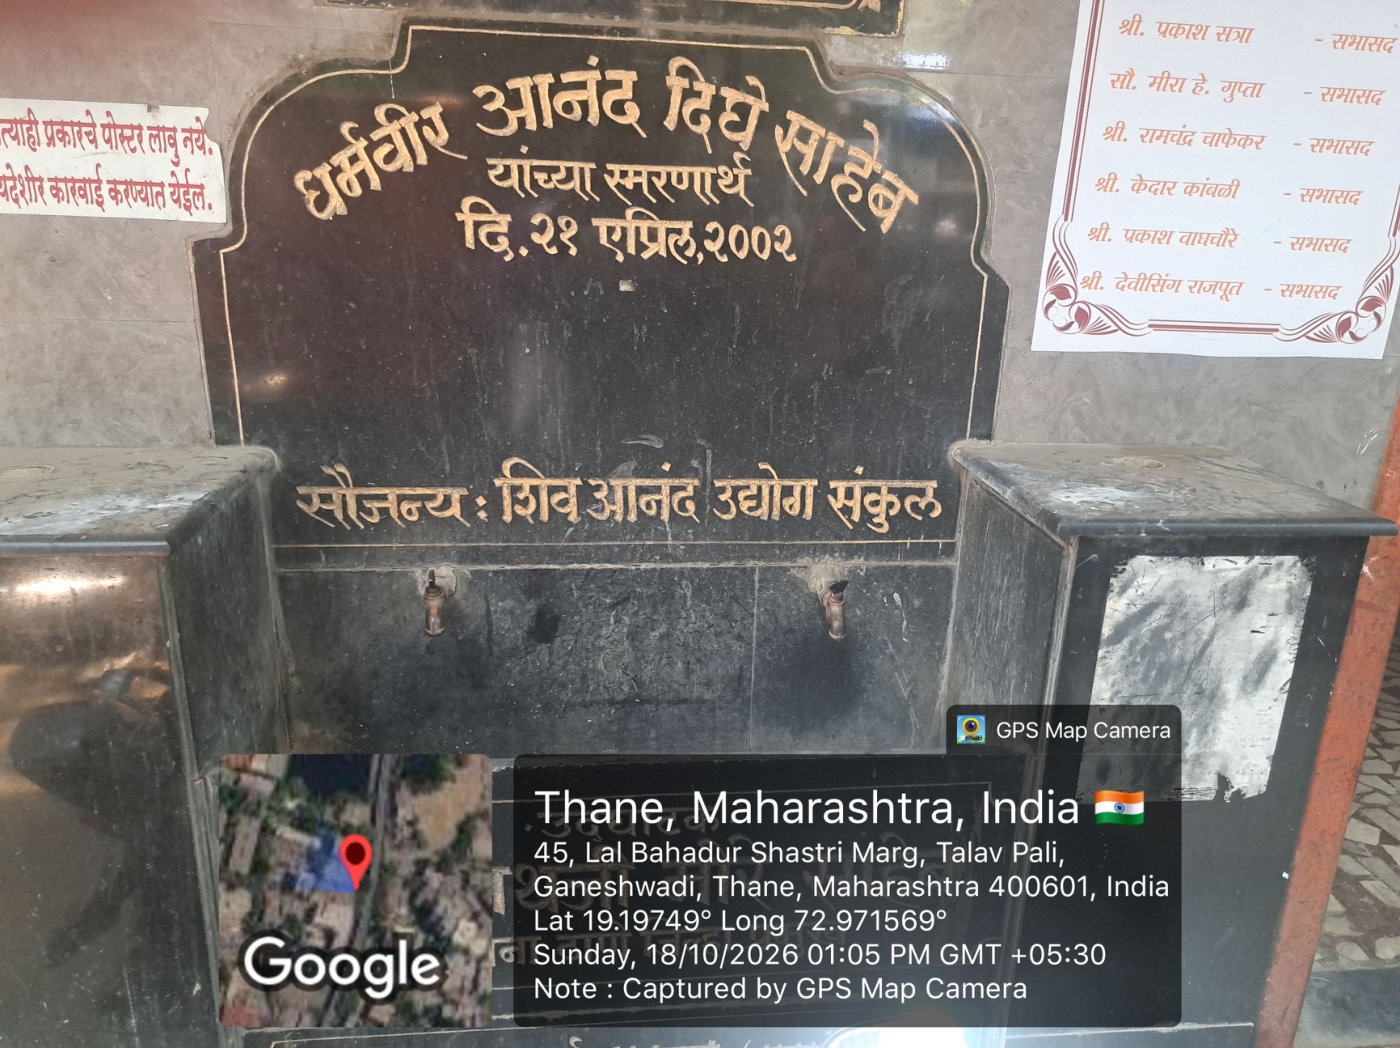 धर्मवीर आनंद दिघे साहेब
यांच्या स्मरणार्थ
दि.२१ एप्रिल,२००२
सौजन्य : शिव आनंद उद्योग संकुल
प्रकारचे पोस्टर लावु नये.
कारवाई करण्यात येईल.
श्री. प्रकाश सत्रा - सभासद
सौ. मीरा हे. गुप्ता - सभासद
श्री. रामचंद्र चाफेकर - सभासद
श्री. केदार कांबळी - सभासद
श्री. प्रकाश वाघचौरे - सभासद
श्री. देवीसिंग राजपूत - सभासद
GPS Map Camera
Google
Thane, Maharashtra, India
45, Lal Bahadur Shastri Marg, Talav Pali,
Ganeshwadi, Thane, Maharashtra 400601, India
Lat 19.19749° Long 72.971569°
Sunday, 18/10/2026 01:05 PM GMT +05:30
Note : Captured by GPS Map Camera